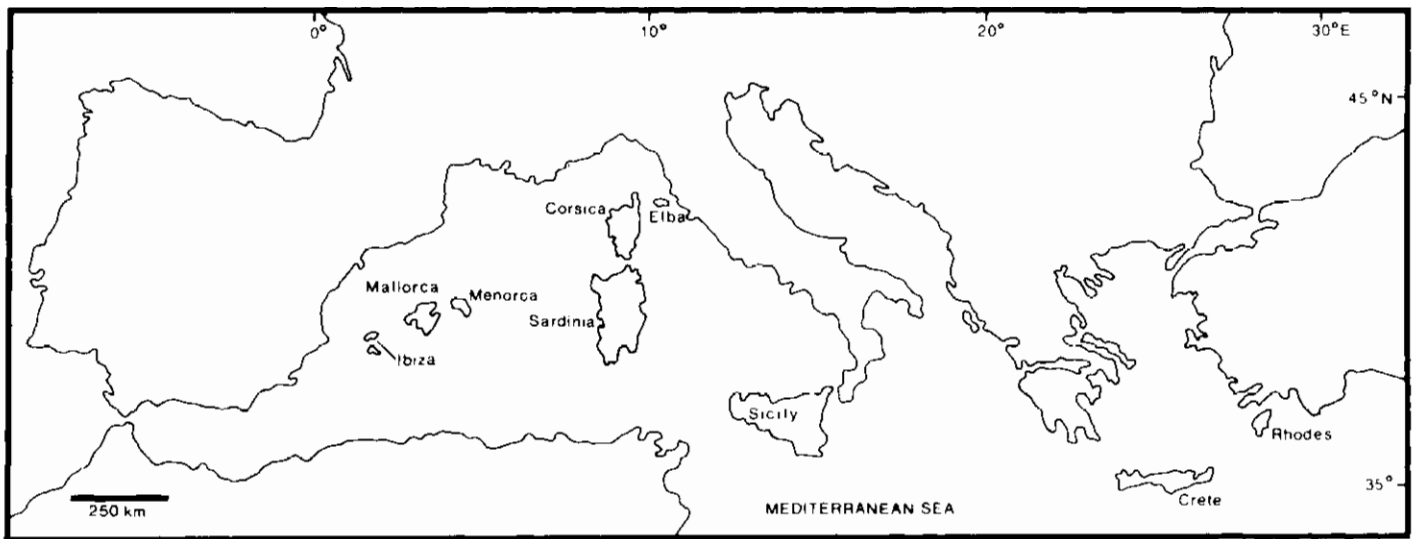 0°
10°
20°
30°E
45°N
Corsica
Elba
Mallorca
Menorca
Sardinia
Ibiza
Sicily
Rhodes
35°
Crete
250 km
MEDITERRANEAN SEA